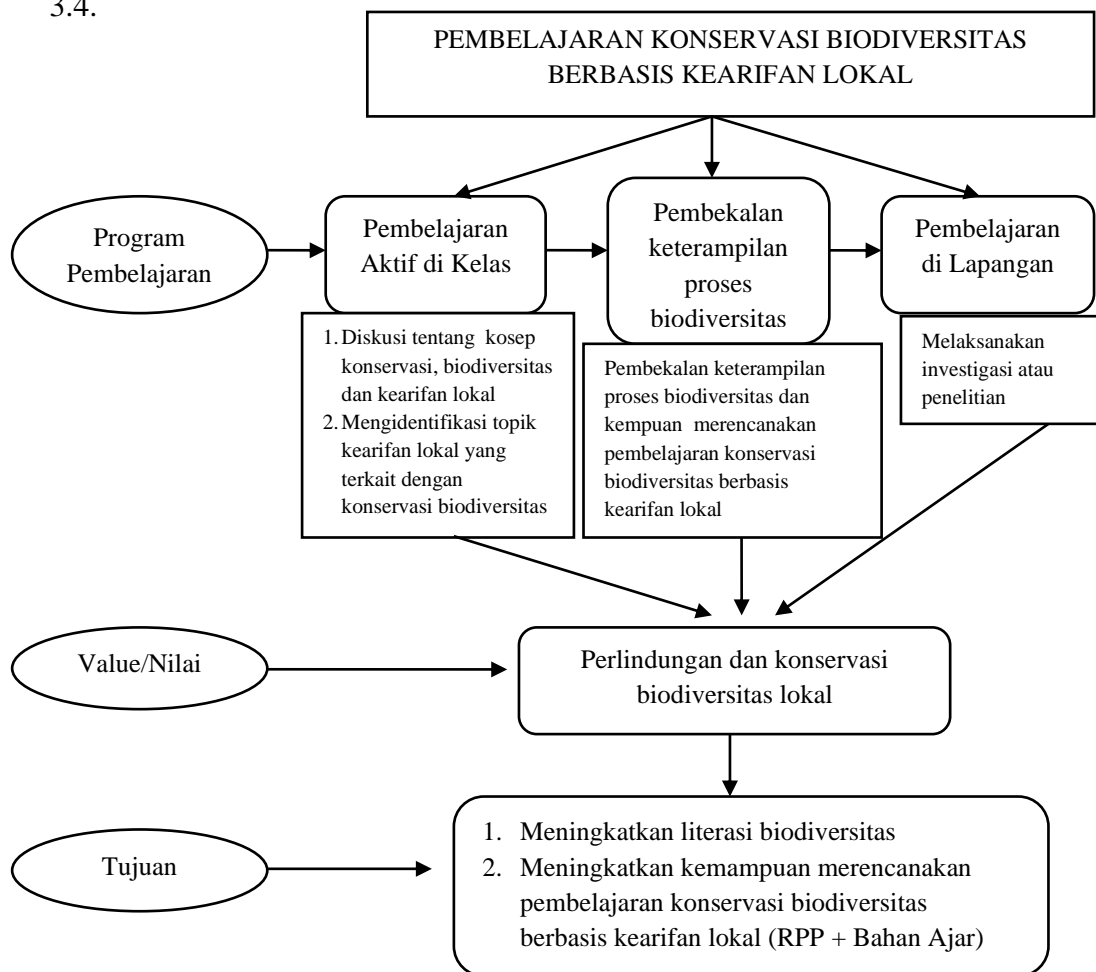 3.4.
PEMBELAJARAN KONSERVASI BIODIVERSITAS
BERBASIS KEARIFAN LOKAL
Program
Pembelajaran
Pembelajaran
Aktif di Kelas
Pembekalan
keterampilan
proses
biodiversitas
Pembelajaran
di Lapangan
1. Diskusi tentang kosep
konservasi, biodiversitas
dan kearifan lokal
2. Mengidentifikasi topik
kearifan lokal yang
terkait dengan
konservasi biodiversitas
Pembekalan keterampilan
proses biodiversitas dan
kempuan merencanakan
pembelajaran konservasi
biodiversitas berbasis
kearifan lokal
Melaksanakan
investigasi atau
penelitian
Value/Nilai
Perlindungan dan konservasi
biodiversitas lokal
Tujuan
1. Meningkatkan literasi biodiversitas
2. Meningkatkan kemampuan merencanakan
pembelajaran konservasi biodiversitas
berbasis kearifan lokal (RPP + Bahan Ajar)